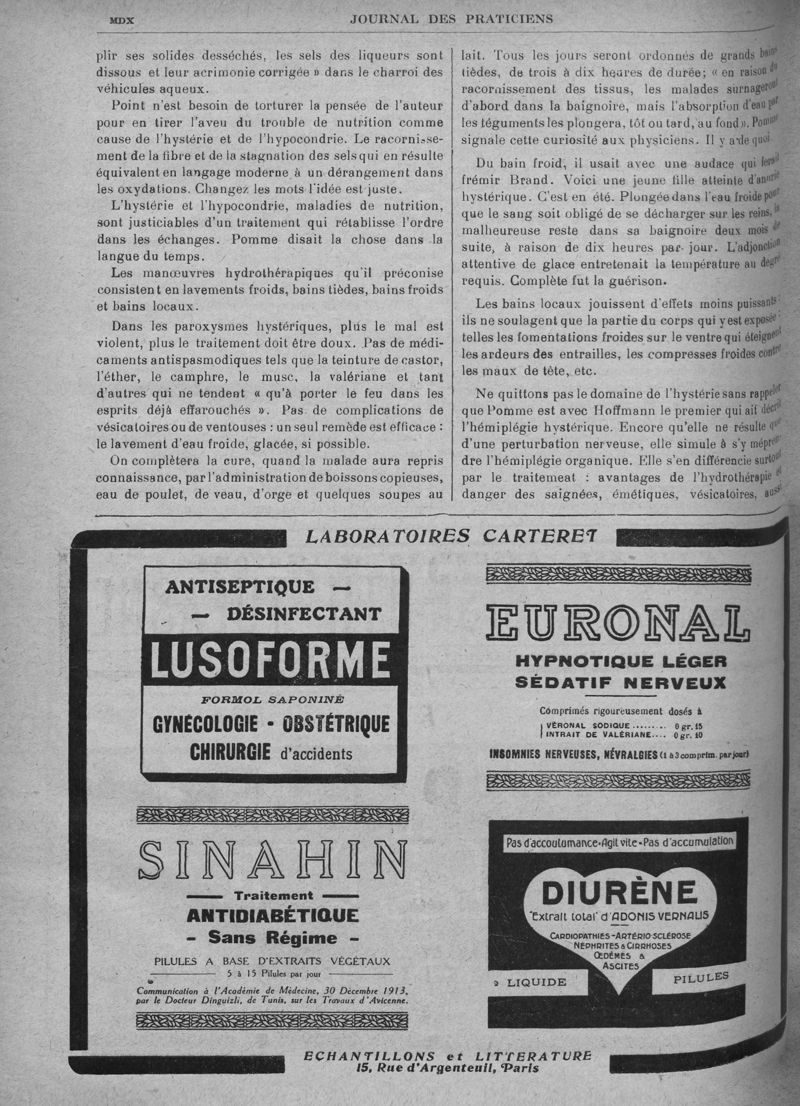 MDX
JOURNAL DES PRATICIENS
plir ses solides desséchés, les sels des liqueurs sont
dissous et leur acrimonie corrigée » dans le charroi des
véhicules aqueux.
Point n'est besoin de torturer la pensée de l'auteur
pour en tirer l'aveu du trouble de nutrition comme
cause de l'hystérie et de l'hypocondrie. Le racornisse-
ment de la fibre et de la stagnation des sels qui en résulte
équivalent en langage moderne à un dérangement dans
les oxydations. Changez les mots l'idée est juste.
L'hystérie et l'hypocondrie, maladies de nutrition,
sont justiciables d'un traitement qui rétablisse l'ordre
dans les échanges. Pomme disait la chose dans la
langue du temps.
Les manœuvres hydrothérapiques qu'il préconise
consistent en lavements froids, bains tièdes, bains froids
et bains locaux.
Dans les paroxysmes hystériques, plus le mal est
violent, plus le traitement doit être doux. Pas de médi-
caments antispasmodiques tels que la teinture de castor,
l'éther, le camphre, le musc, la valériane et tant
d'autres qui ne tendent « qu'à porter le feu dans les
esprits déjà effarouchés ». Pas de complications de
vésicatoires ou de ventouses : un seul remède est efficace :
le lavement d'eau froide, glacée, si possible.
On complètera la cure, quand la malade aura repris
connaissance, par l'administration de boissons copieuses,
eau de poulet, de veau, d'orge et quelques soupes au
lait. Tous les jours seront ordonnés de grands bains
tièdes, de trois à dix heures de durée; « en raison du
racornissement des tissus, les malades surnageront
d'abord dans la baignoire, mais l'absorption d'eau par
les téguments les plongera, tôt ou tard, au fond ». Pomme
signale cette curiosité aux physiciens. Il y a de quoi.
Du bain froid, il usait avec une audace qui ferait
frémir Brand. Voici une jeune fille atteinte d'anurie
hystérique. C'est en été. Plongée dans l'eau froide pour
que le sang soit obligé de se décharger sur les reins, la
malheureuse reste dans sa baignoire deux mois de
suite, à raison de dix heures par jour. L'adjonction
attentive de glace entretenait la température au degré
requis. Complète fut la guérison.
Les bains locaux jouissent d'effets moins puissants :
ils ne soulagent que la partie du corps qui y est exposée :
telles les fomentations froides sur le ventre qui éteignent
les ardeurs des entrailles, les compresses froides contre
les maux de tête, etc.
Ne quittons pas le domaine de l'hystérie sans rappeler
que Pomme est avec Hoffmann le premier qui ait décrit
l'hémiplégie hystérique. Encore qu'elle ne résulte que
d'une perturbation nerveuse, elle simule à s'y mépren-
dre l'hémiplégie organique. Elle s'en différencie surtout
par le traitement : avantages de l'hydrothérapie et
danger des saignées, émétiques, vésicatoires, aussi
LABORATOIRES CARTERET
ANTISEPTIQUE —
— DÉSINFECTANT
LUSOFORME
FORMOL SAPONINÉ
GYNÉCOLOGIE - OBSTÉTRIQUE
CHIRURGIE d'accidents
EURONAL
HYPNOTIQUE LÉGER
SÉDATIF NERVEUX
Comprimés rigoureusement dosés à
VÉRONAL SODIQUE ......... 0 gr. 15
INTRAIT DE VALÉRIANE.... 0 gr. 10
INSOMNIES NERVEUSES, NÉVRALGIES (1 à 3 comprim. par jour)
SINAHIN
Traitement
ANTIDIABÉTIQUE
- Sans Régime -
PILULES A BASE D'EXTRAITS VÉGÉTAUX
5 à 15 Pilules par jour
Communication à l'Académie de Médecine, 30 Décembre 1913,
par le Docteur Dinguizli, de Tunis, sur les Travaux d'Avicenne.
Pas d'accoutumance-Agit vite-Pas d'accumulation
DIURÈNE
"Extrait total" d'ADONIS VERNALIS
CARDIOPATHIES-ARTÉRIO-SCLÉROSE
NÉPHRITES & CIRRHOSES
ŒDÈMES &
ASCITES
LIQUIDE
PILULES
ECHANTILLONS et LITTERATURE
15, Rue d'Argenteuil, Paris